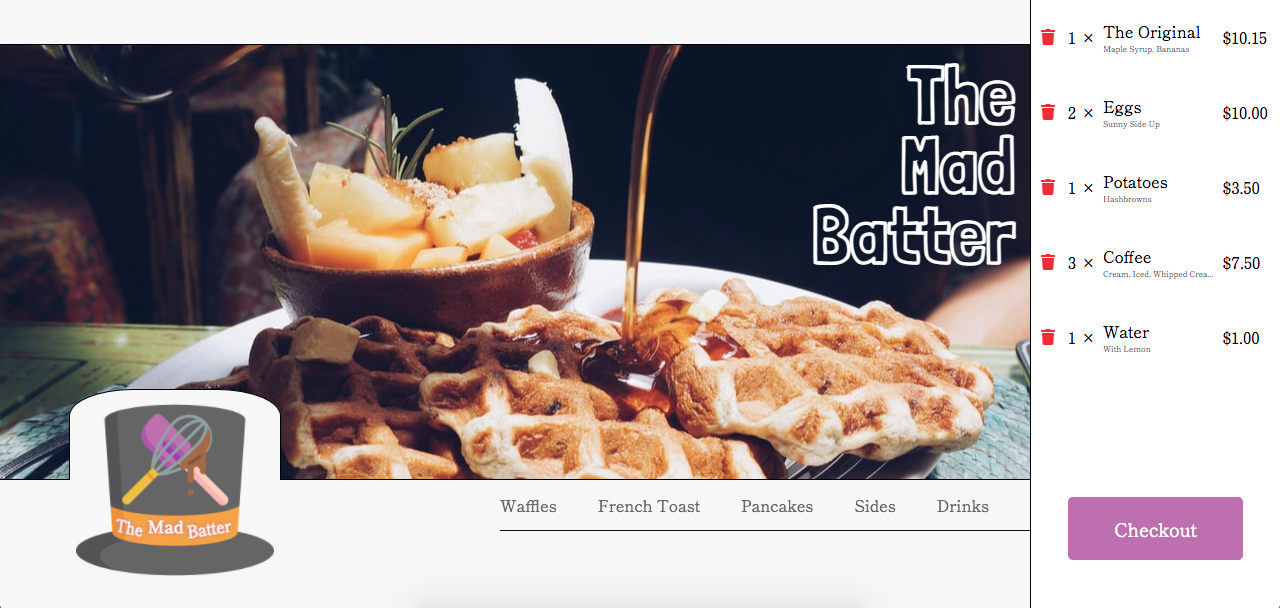 The
Mad
Batter
The Mad Batter
Waffles French Toast Pancakes Sides Drinks
1 × The Original $10.15
Maple Syrup, Bananas
2 × Eggs $10.00
Sunny Side Up
1 × Potatoes $3.50
Hashbrowns
3 × Coffee $7.50
Cream, Iced, Whipped Crea...
1 × Water $1.00
With Lemon
Checkout